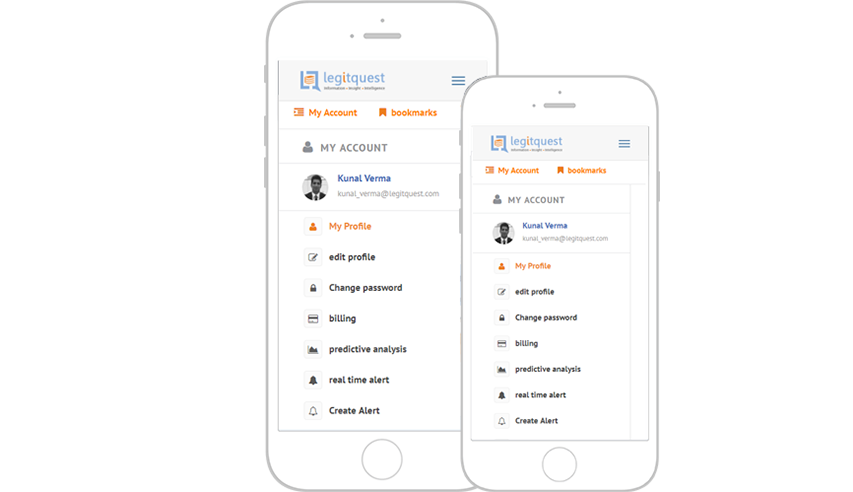 legitquest
Information • Insight • Intelligence
My Account bookmarks
MY ACCOUNT
Kunal Verma
kunal_verma@legitquest.com
My Profile
edit profile
Change password
billing
predictive analysis
real time alert
Create Alert
legitquest
Information • Insight • Intelligence
My Account bookmarks
MY ACCOUNT
Kunal Verma
kunal_verma@legitquest.com
My Profile
edit profile
Change password
billing
predictive analysis
real time alert
Create Alert